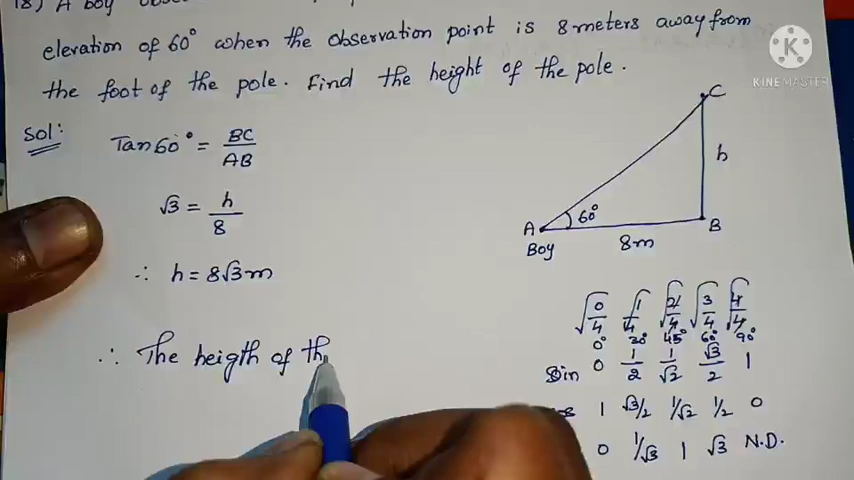 18) A boy
elevation of 60° when the observation point is 8 meters away from
the foot of the pole. Find the height of the pole.
Sol:
Tan 60° = BC/AB
√3 = h/8
∴ h = 8√3 m
∴ The heigth of th
C
h
60°
A
B
Boy
8m
√0/4 √1/4 √2/4 √3/4 √4/4
0° 30° 45° 60° 90°
Sin 0 1/2 1/√2 √3/2 1
1 √3/2 1/√2 1/2 0
0 1/√3 1 √3 N.D.
K
KINE MASTER